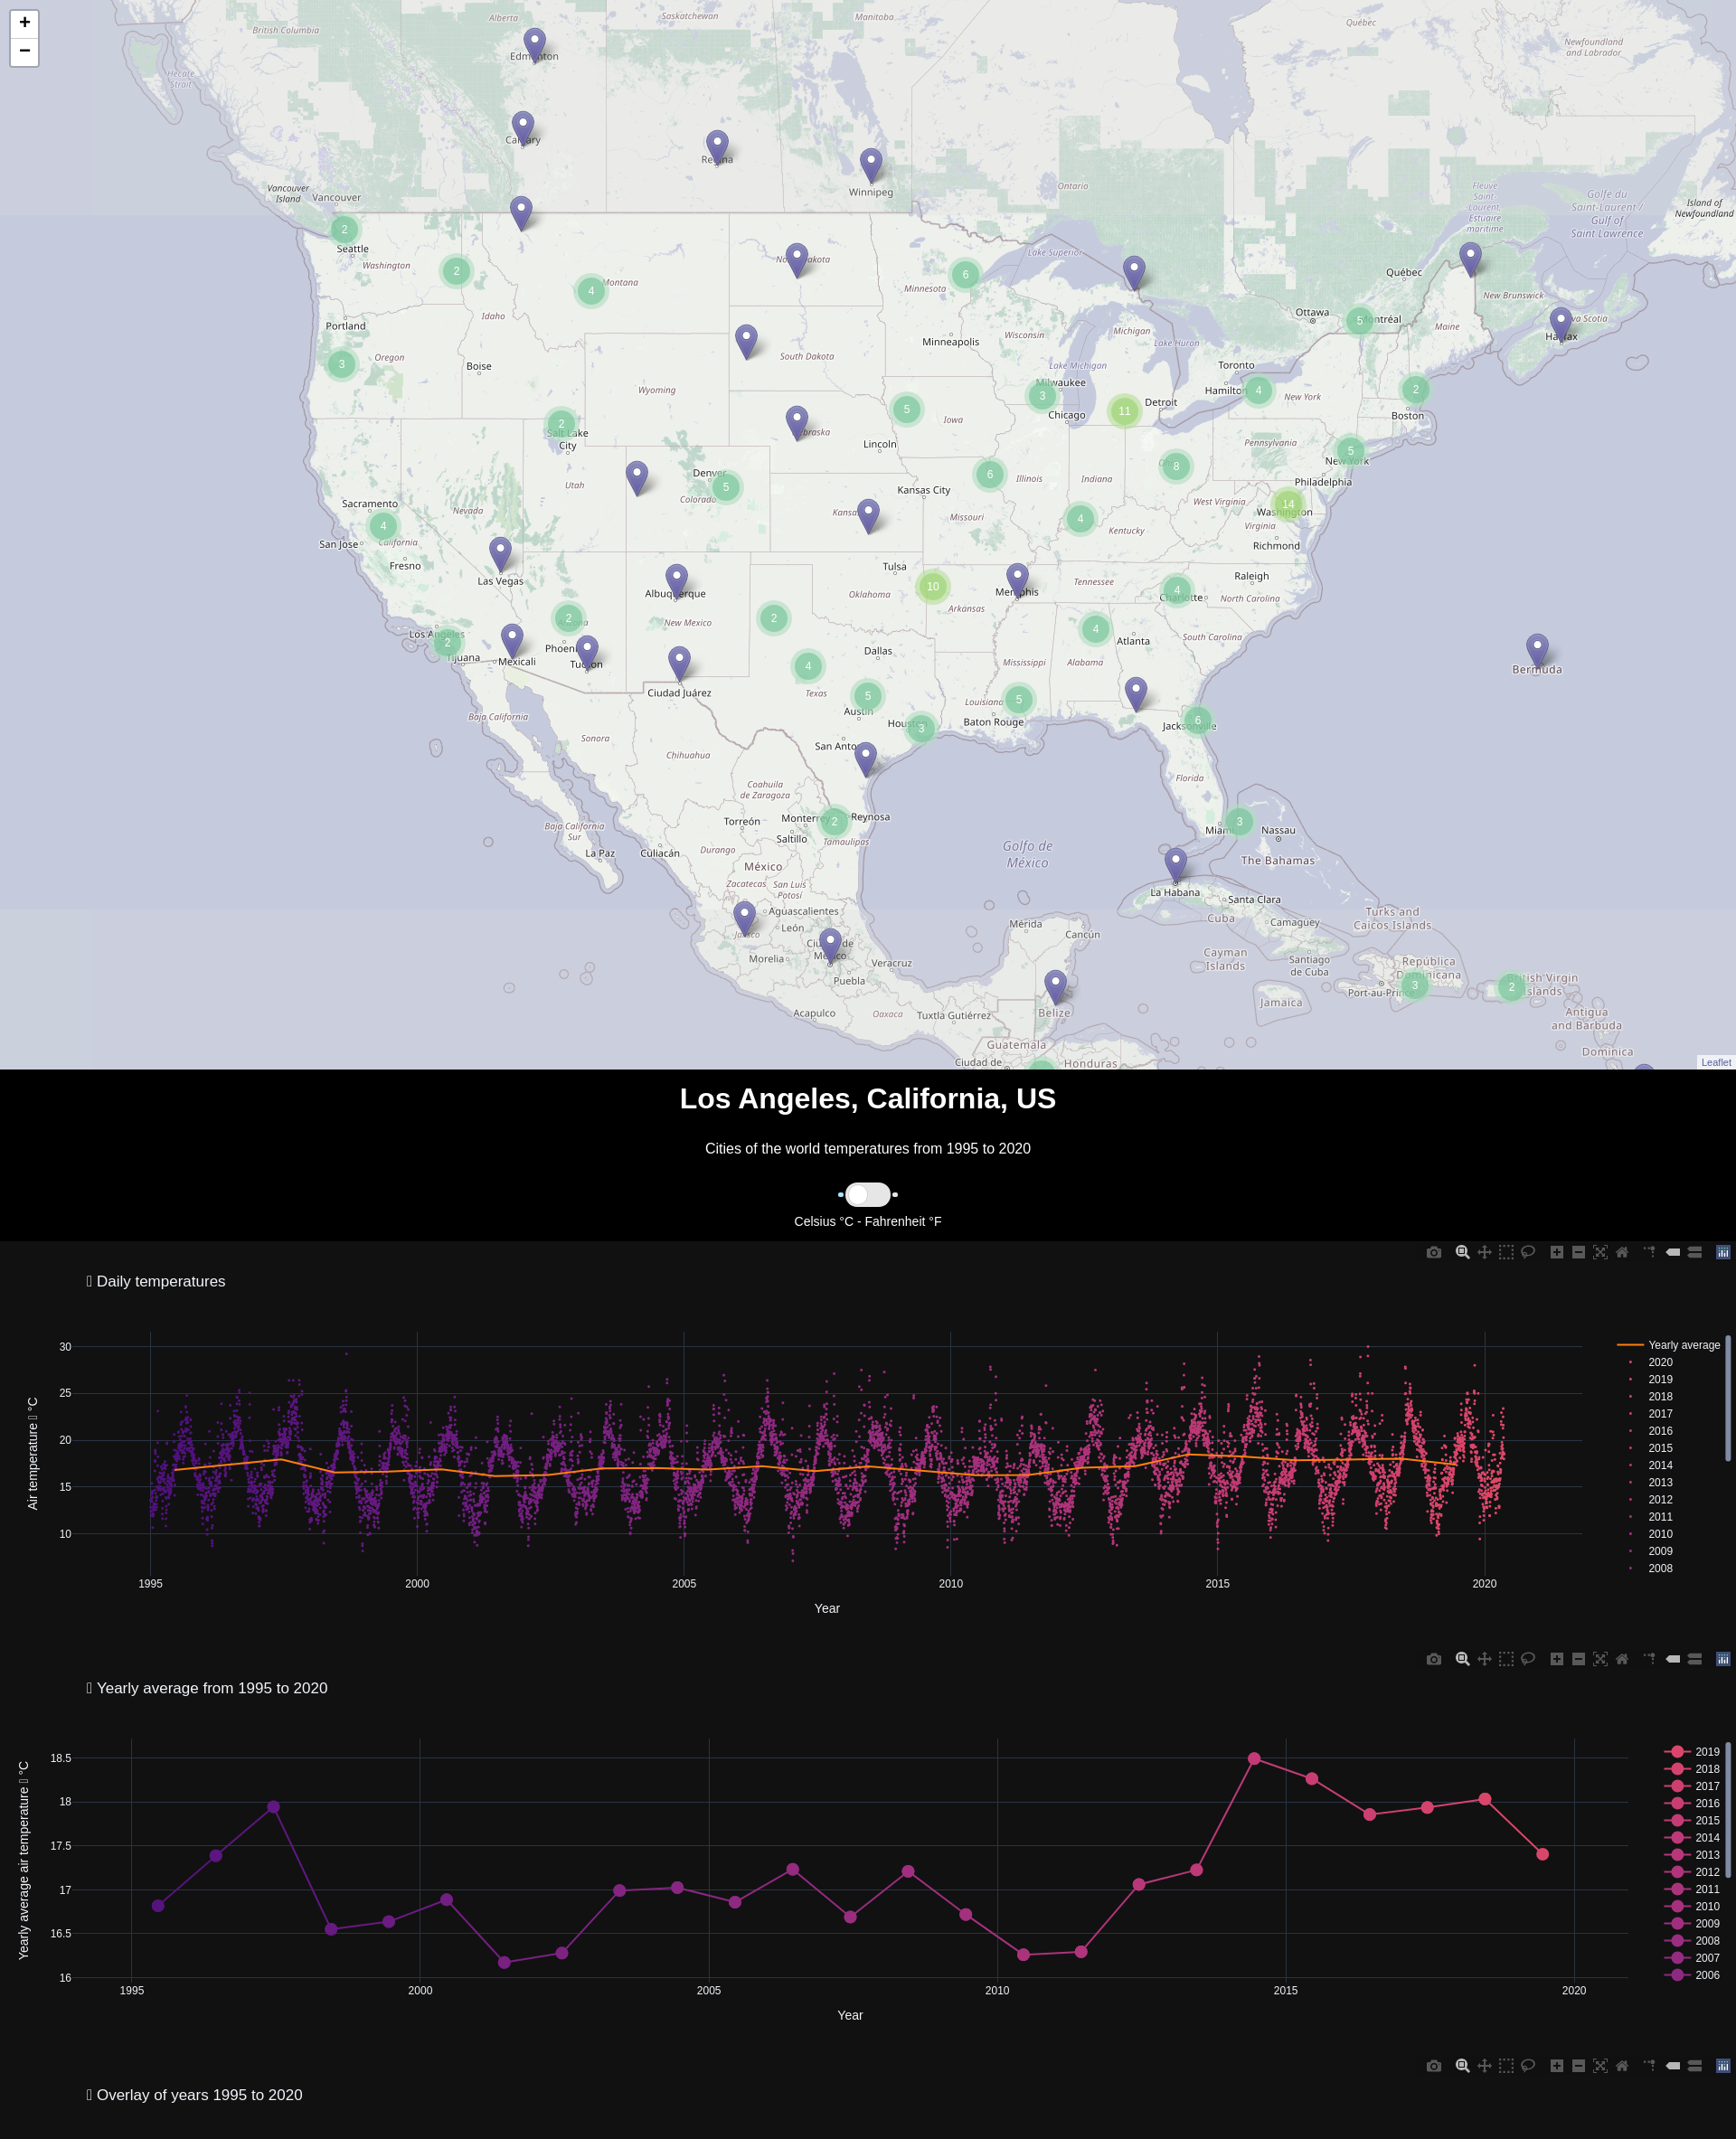 +
−
British Columbia
Alberta
Saskatchewan
Manitoba
Québec
Newfoundland
and Labrador
Hecate
Strait
Edmonton
Calgary
Regina
Winnipeg
Ontario
Vancouver
Island
Vancouver
Fleuve
Saint-
Laurent,
Estuaire
maritime
Golfe du
Saint-Laurent /
Gulf of
Saint Lawrence
Island of
Newfoundland
2
Seattle
Washington
2
4
Montana
North Dakota
6
Minnesota
Lake Superior
Québec
New Brunswick
Idaho
Portland
Ottawa
5
Montréal
Maine
Nova Scotia
Halifax
Wisconsin
Michigan
Minneapolis
Lake Huron
3
Oregon
Boise
South Dakota
Lake Michigan
Toronto
Wyoming
Milwaukee
3
Chicago
11
Detroit
Hamilton
4
New York
2
Boston
5
Iowa
2
Salt Lake
City
Nebraska
Lincoln
Pennsylvania
5
New York
Philadelphia
Utah
Denver
Colorado
5
6
Illinois
Indiana
8
Kansas City
West Virginia
14
Washington
Virginia
Richmond
Sacramento
Nevada
4
California
San Jose
Fresno
Kansas
Missouri
4
Kentucky
Las Vegas
Tulsa
Raleigh
Albuquerque
Oklahoma
10
Arkansas
Memphis
Tennessee
4
Charlotte
North Carolina
2
New Mexico
2
4
Atlanta
South Carolina
Los Angeles
2
Tijuana
Mexicali
Phoenix
Tucson
Dallas
Mississippi
Alabama
Bermuda
4
Texas
Ciudad Juárez
5
Austin
Louisiana
5
Baton Rouge
Houston
3
6
Jacksonville
Baja California
Sonora
Chihuahua
San Antonio
Florida
Coahuila
de Zaragoza
Torreón
Monterrey
2
Reynosa
Saltillo
Tamaulipas
Baja California
Sur
La Paz
Culiacán
Durango
3
Miami
Nassau
The Bahamas
Golfo de
México
México
Zacatecas
San Luis
Potosí
La Habana
Santa Clara
Aguascalientes
León
Jalisco
Cuba
Camagüey
Turks and
Caicos Islands
Mérida
Cancún
Ciudad de
México
Morelia
Veracruz
Puebla
Cayman
Islands
Santiago
de Cuba
República
Dominicana
3
Port-au-Prince
2
British Virgin
Islands
Jamaica
Acapulco
Oaxaca
Tuxtla Gutiérrez
Belize
Antigua
and Barbuda
Guatemala
Ciudad de
Honduras
Dominica
Leaflet
Los Angeles, California, US
Cities of the world temperatures from 1995 to 2020
Celsius °C - Fahrenheit °F
Daily temperatures
Air temperature °C
30
25
20
15
10
1995
2000
2005
2010
2015
2020
Year
Yearly average
2020
2019
2018
2017
2016
2015
2014
2013
2012
2011
2010
2009
2008
Yearly average from 1995 to 2020
Yearly average air temperature °C
18.5
18
17.5
17
16.5
16
1995
2000
2005
2010
2015
2020
Year
2019
2018
2017
2016
2015
2014
2013
2012
2011
2010
2009
2008
2007
2006
Overlay of years 1995 to 2020